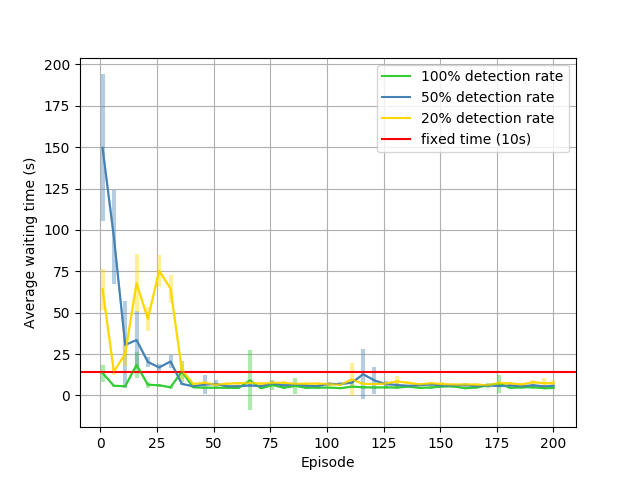 200
175
150
125
100
75
50
25
0
Average waiting time (s)
100% detection rate
50% detection rate
20% detection rate
fixed time (10s)
0 25 50 75 100 125 150 175 200
Episode